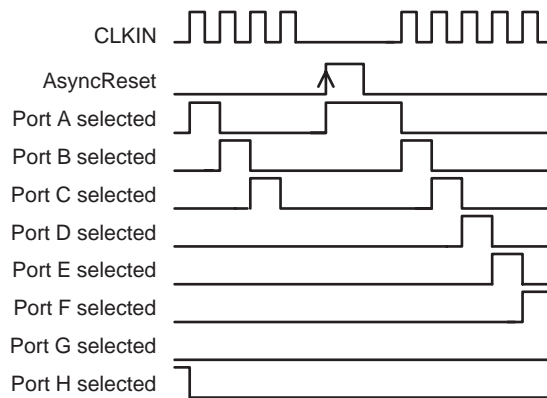 CLKIN
AsyncReset
Port A selected
Port B selected
Port C selected
Port D selected
Port E selected
Port F selected
Port G selected
Port H selected